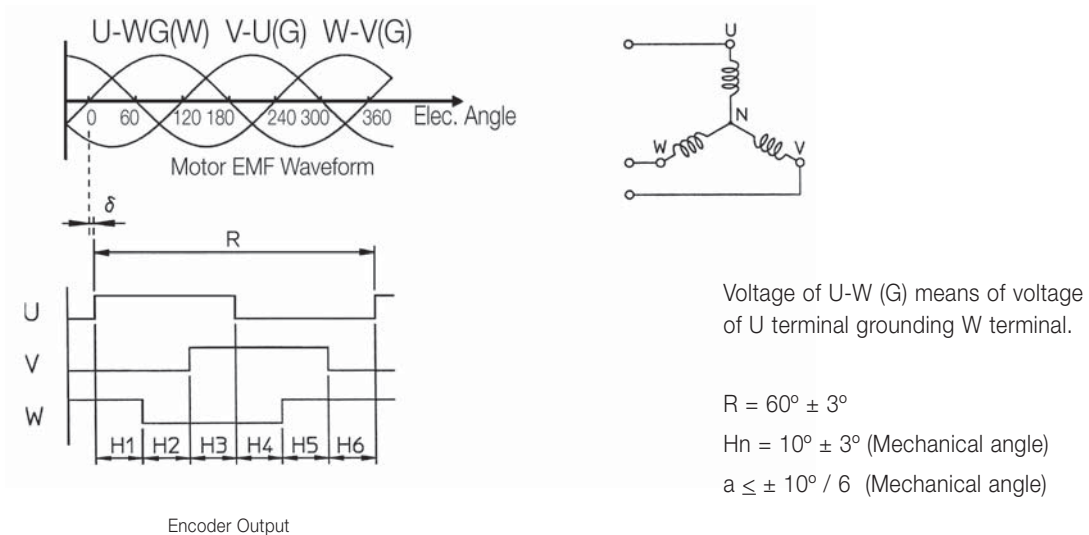 U-WG(W) V-U(G) W-V(G)
0 60 120 180 240 300 360 Elec. Angle
Motor EMF Waveform
U
N
W
V
δ
R
U
V
W
H1 H2 H3 H4 H5 H6
Encoder Output
Voltage of U-W (G) means of voltage
of U terminal grounding W terminal.
R = 60º ± 3º
Hn = 10º ± 3º (Mechanical angle)
a ≤ ± 10º / 6 (Mechanical angle)